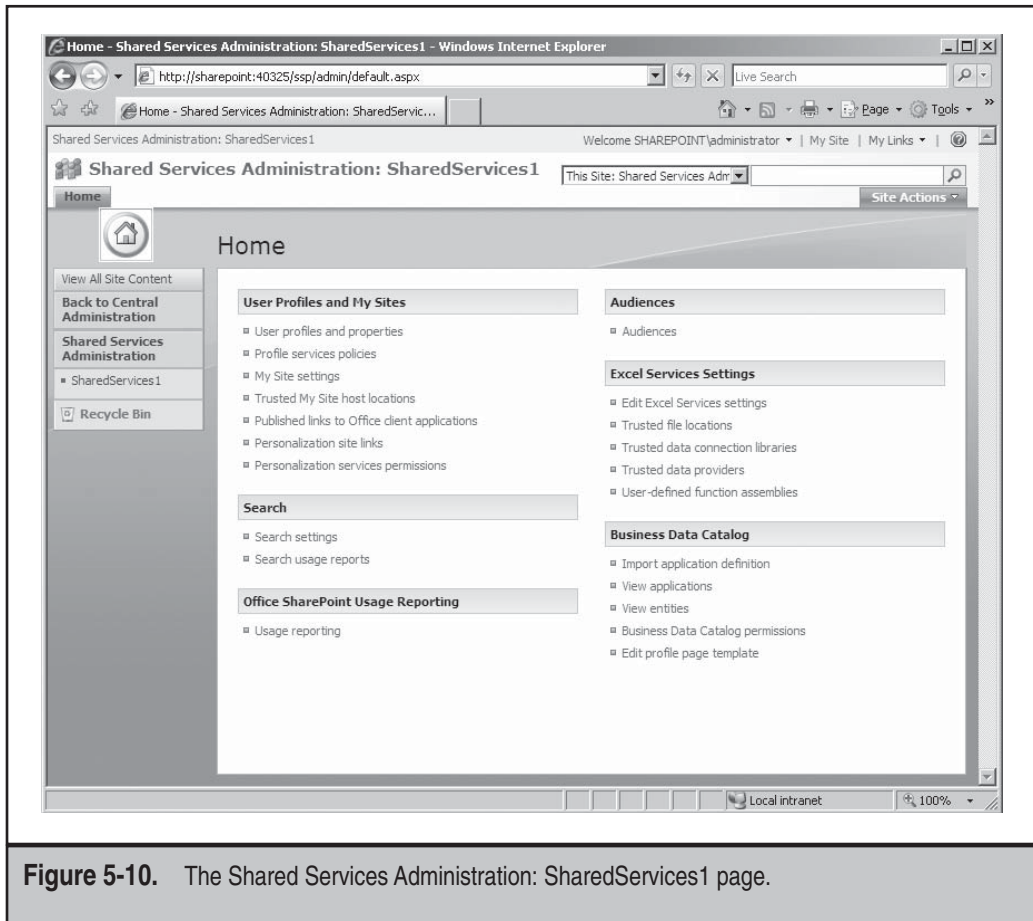 Home - Shared Services Administration: SharedServices1 - Windows Internet Explorer
http://sharepoint:40325/ssp/admin/default.aspx
Live Search
Home - Shared Services Administration: SharedServic...
Page
Tools
Shared Services Administration: SharedServices1
Welcome SHAREPOINT\administrator
My Site
My Links
Shared Services Administration: SharedServices1
This Site: Shared Services Adm
Home
Site Actions
Home
View All Site Content
Back to Central
Administration
Shared Services
Administration
SharedServices1
Recycle Bin
User Profiles and My Sites
User profiles and properties
Profile services policies
My Site settings
Trusted My Site host locations
Published links to Office client applications
Personalization site links
Personalization services permissions
Search
Search settings
Search usage reports
Office SharePoint Usage Reporting
Usage reporting
Audiences
Audiences
Excel Services Settings
Edit Excel Services settings
Trusted file locations
Trusted data connection libraries
Trusted data providers
User-defined function assemblies
Business Data Catalog
Import application definition
View applications
View entities
Business Data Catalog permissions
Edit profile page template
Local intranet
100%
Figure 5-10. The Shared Services Administration: SharedServices1 page.